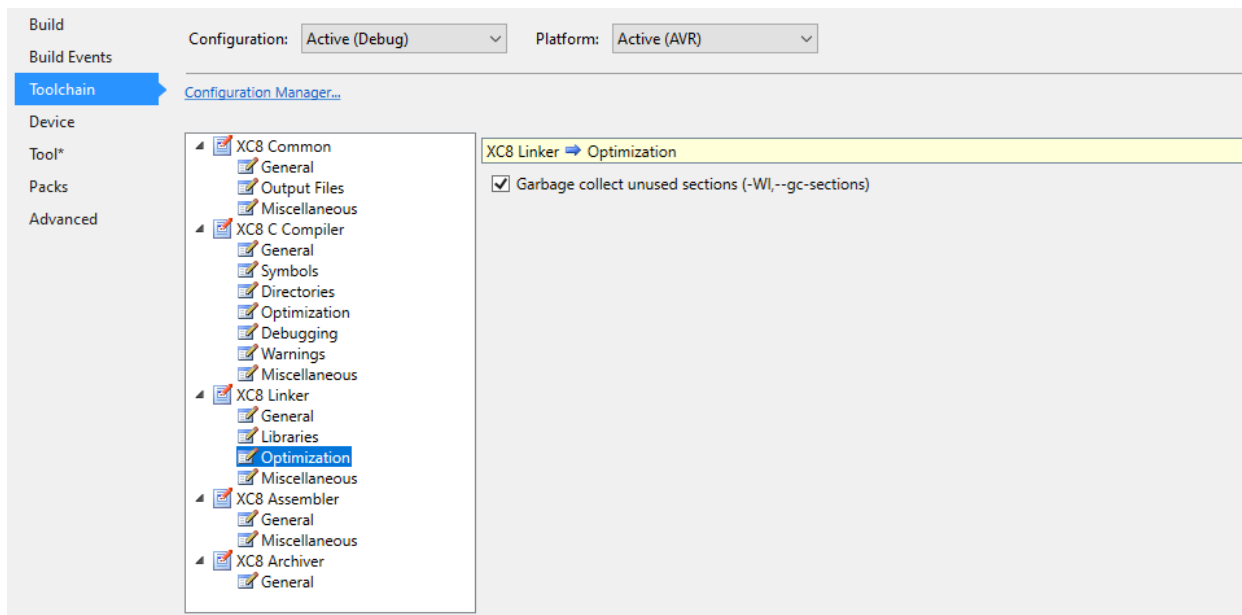 Build
Build Events
Toolchain
Device
Tool*
Packs
Advanced
Configuration: Active (Debug) Platform: Active (AVR)
Configuration Manager...
XC8 Common
General
Output Files
Miscellaneous
XC8 C Compiler
General
Symbols
Directories
Optimization
Debugging
Warnings
Miscellaneous
XC8 Linker
General
Libraries
Optimization
Miscellaneous
XC8 Assembler
General
Miscellaneous
XC8 Archiver
General
XC8 Linker ➡ Optimization
Garbage collect unused sections (-Wl,--gc-sections)